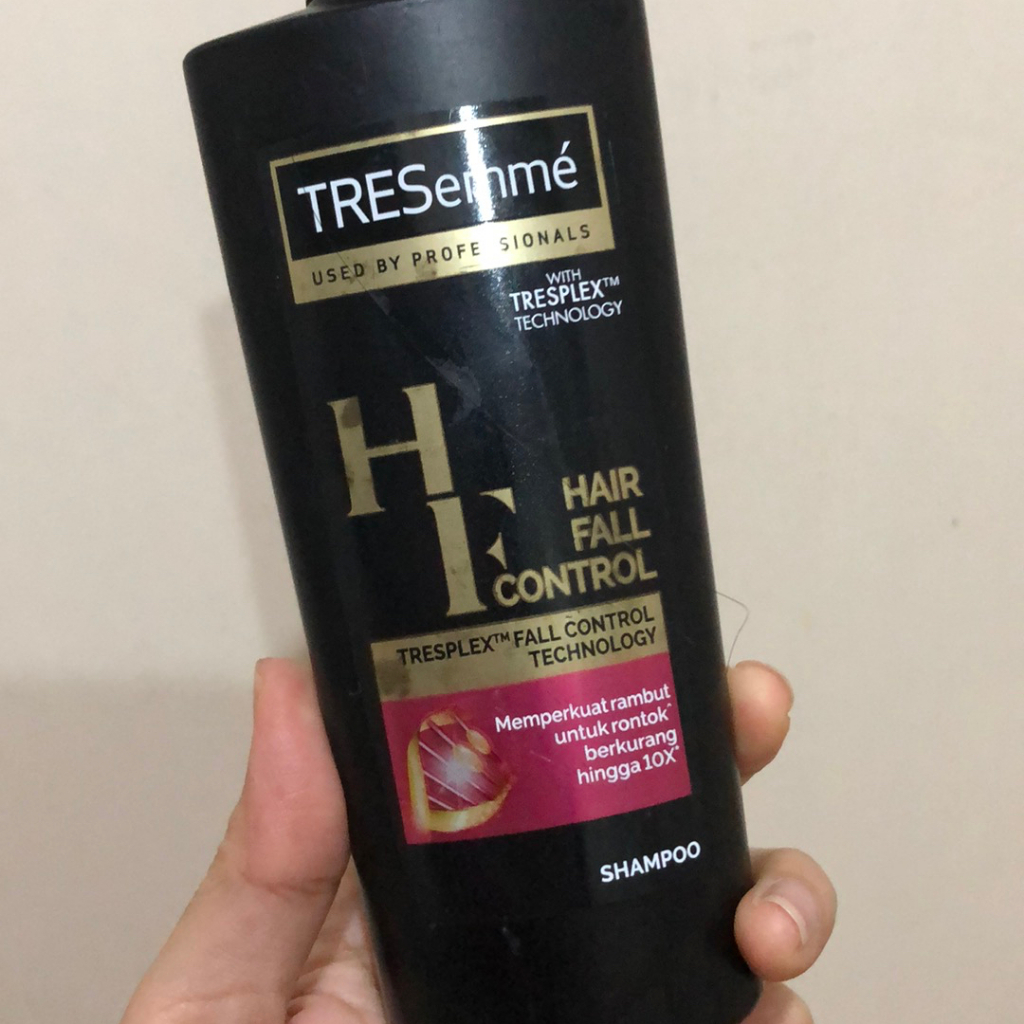 TRESemmé
USED BY PROFESSIONALS
WITH
TRESPLEX™
TECHNOLOGY
HF
HAIR
FALL
CONTROL
TRESPLEX™ FALL CONTROL
TECHNOLOGY
Memperkuat rambut
untuk rontok^
berkurang
hingga 10X*
SHAMPOO